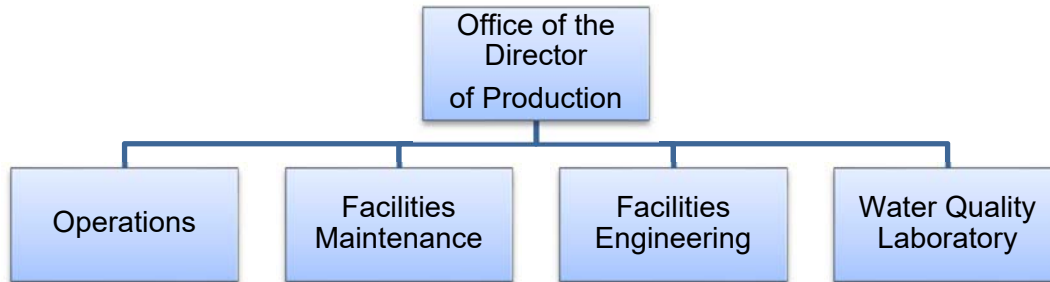 Office of the
Director
of Production
Operations
Facilities
Maintenance
Facilities
Engineering
Water Quality
Laboratory